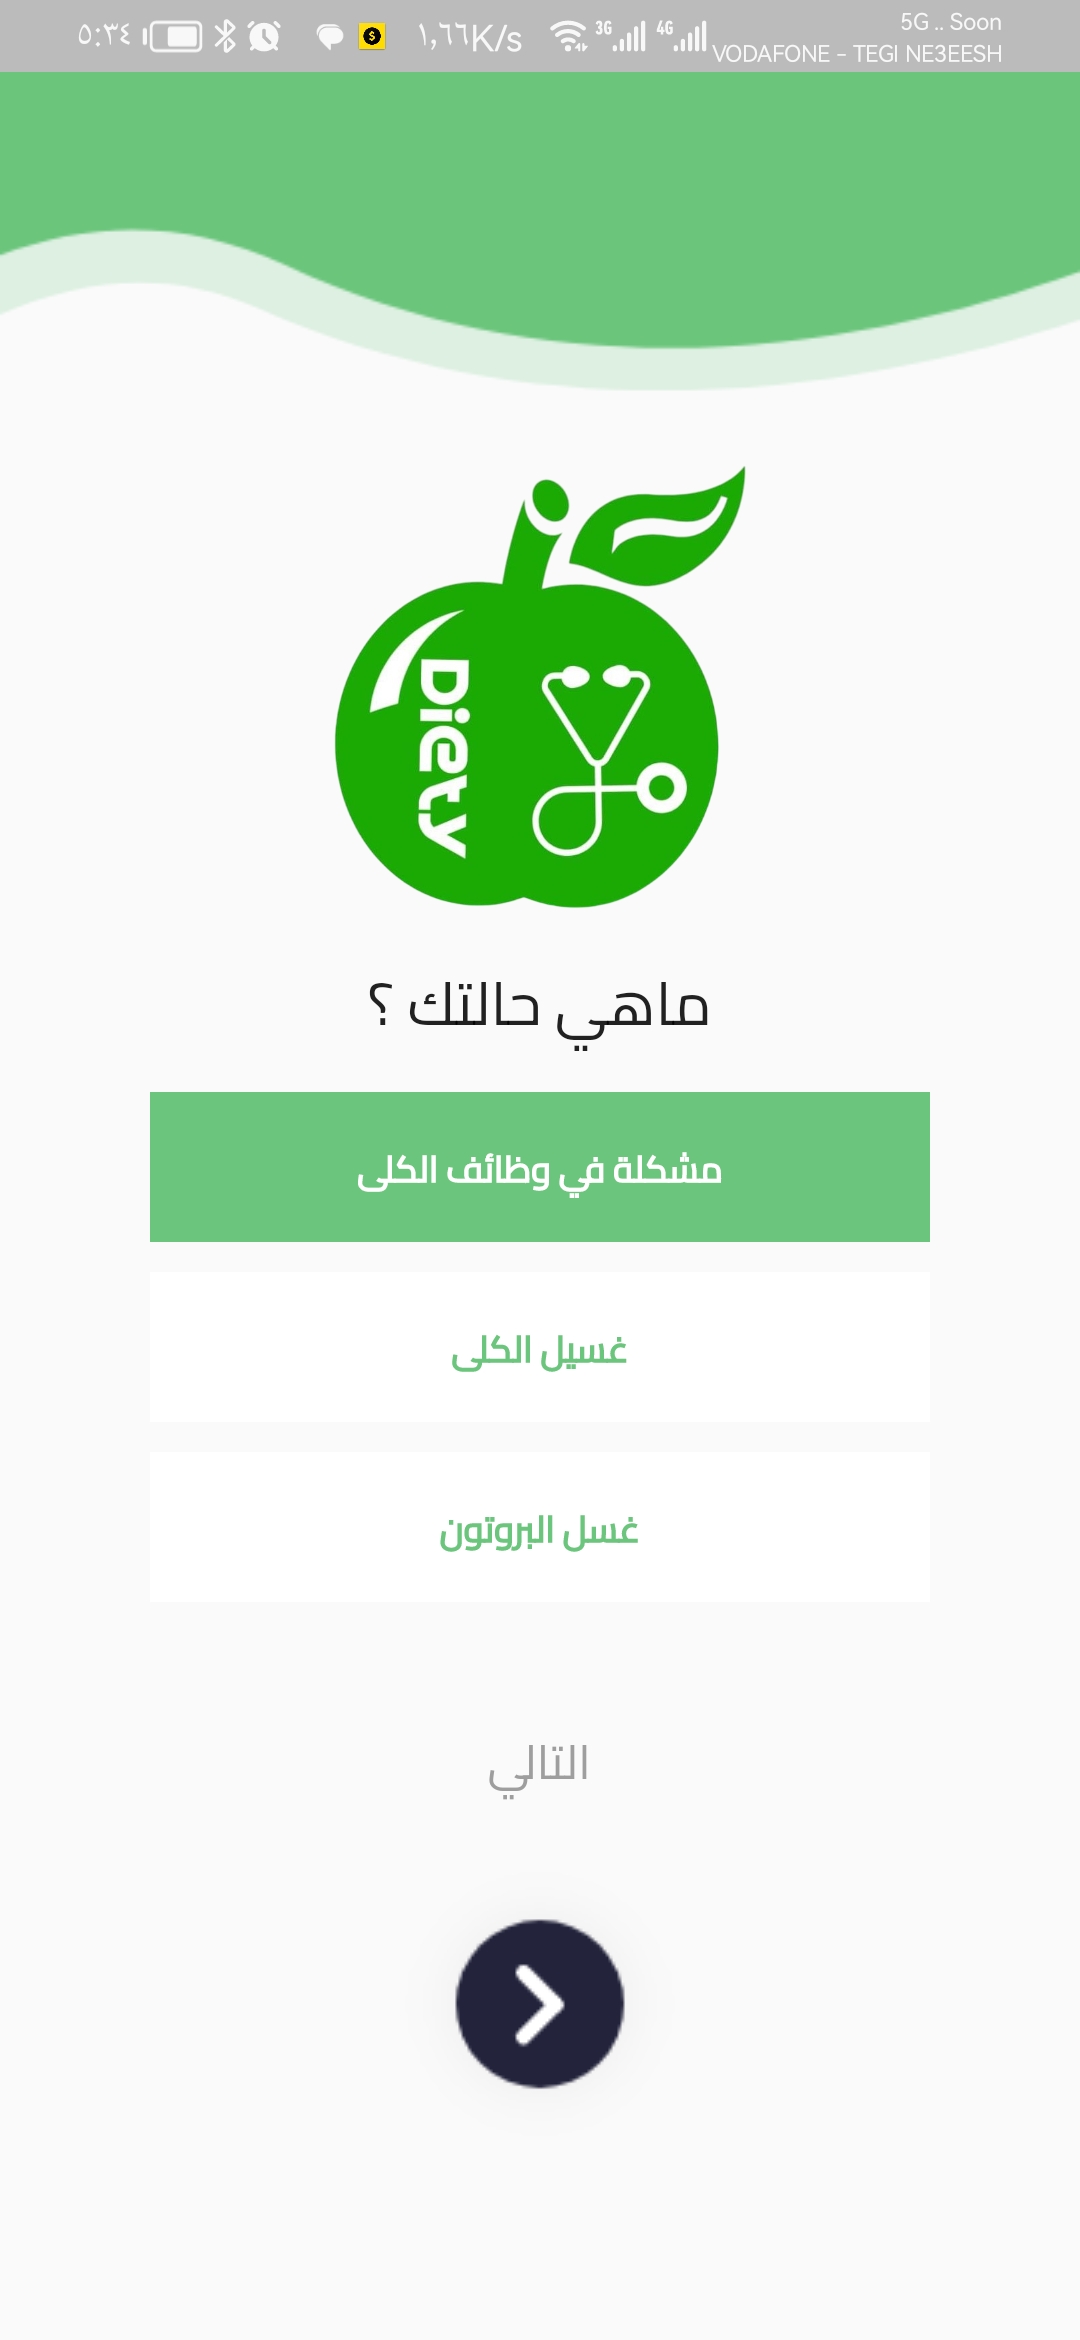 ٥:٣٤
١,٦٦K/s
3G
4G
5G .. Soon
VODAFONE – TEGI NE3EESH
Diety
ماهي حالتك ؟
مشكلة في وظائف الكلى
غسيل الكلى
غسل البروتون
التالي